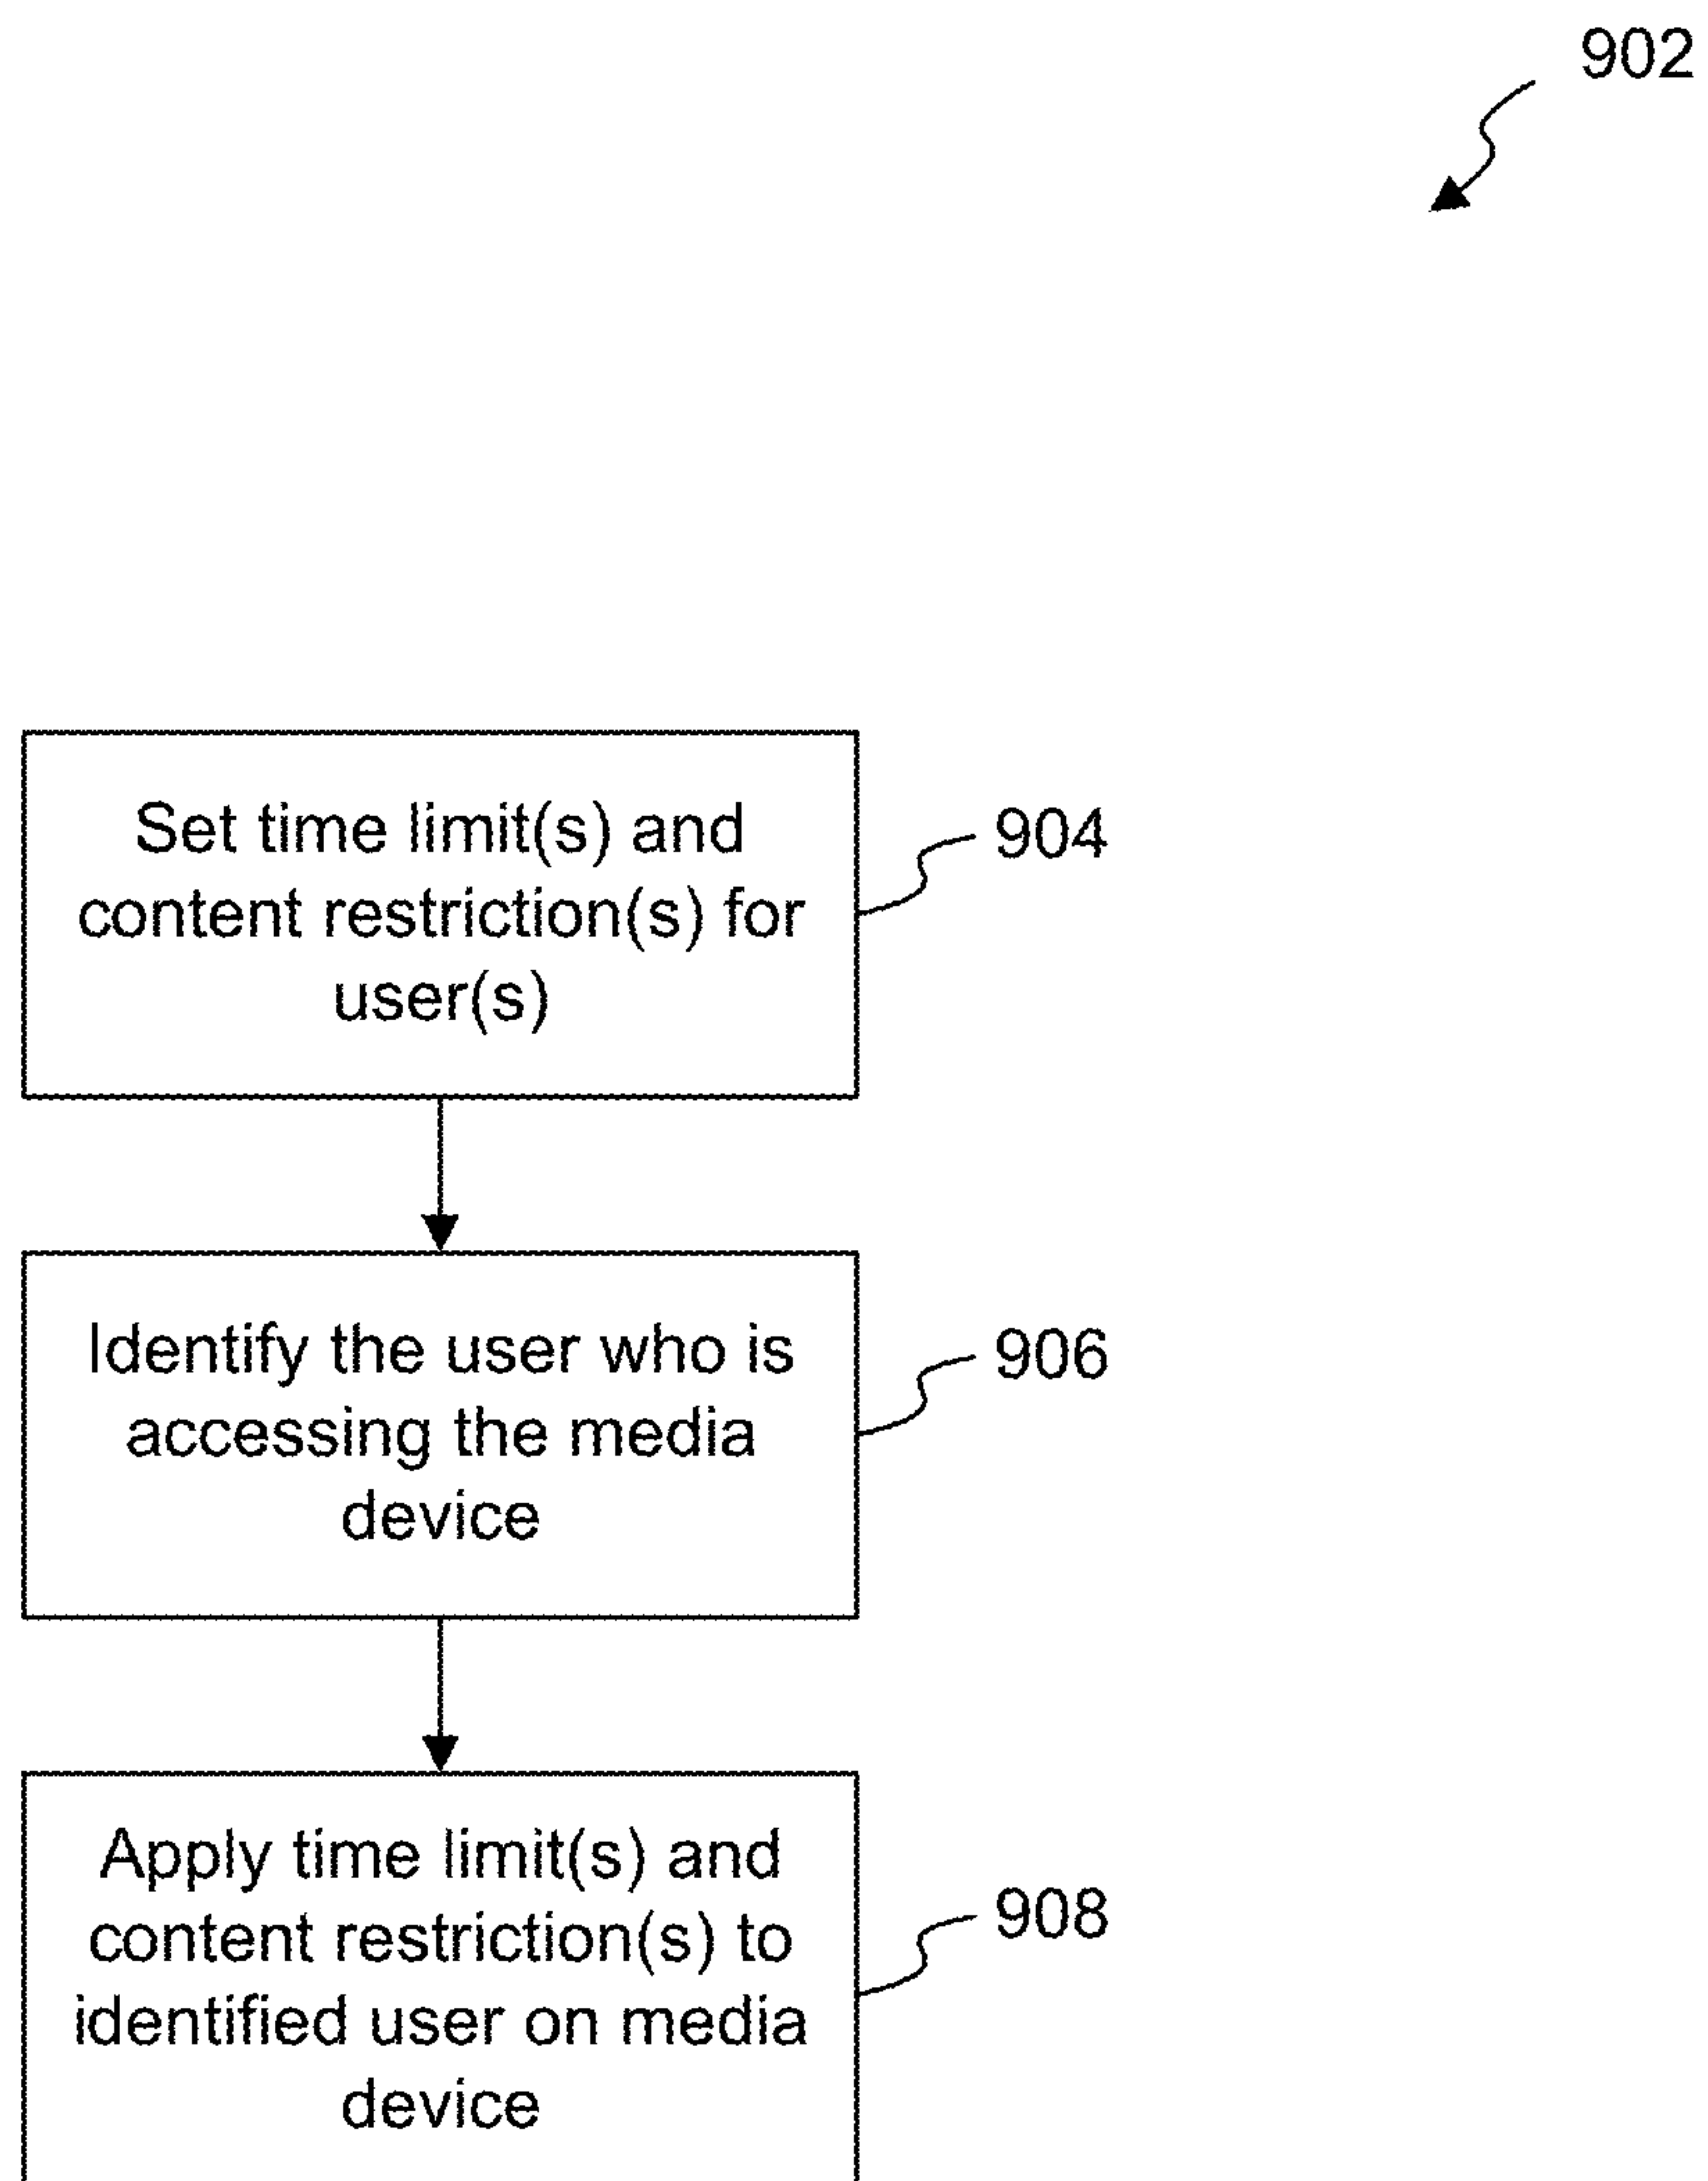 902
Set time limit(s) and
content restriction(s) for
user(s)
904
Identify the user who is
accessing the media
device
906
Apply time limit(s) and
content restriction(s) to
identified user on media
device
908